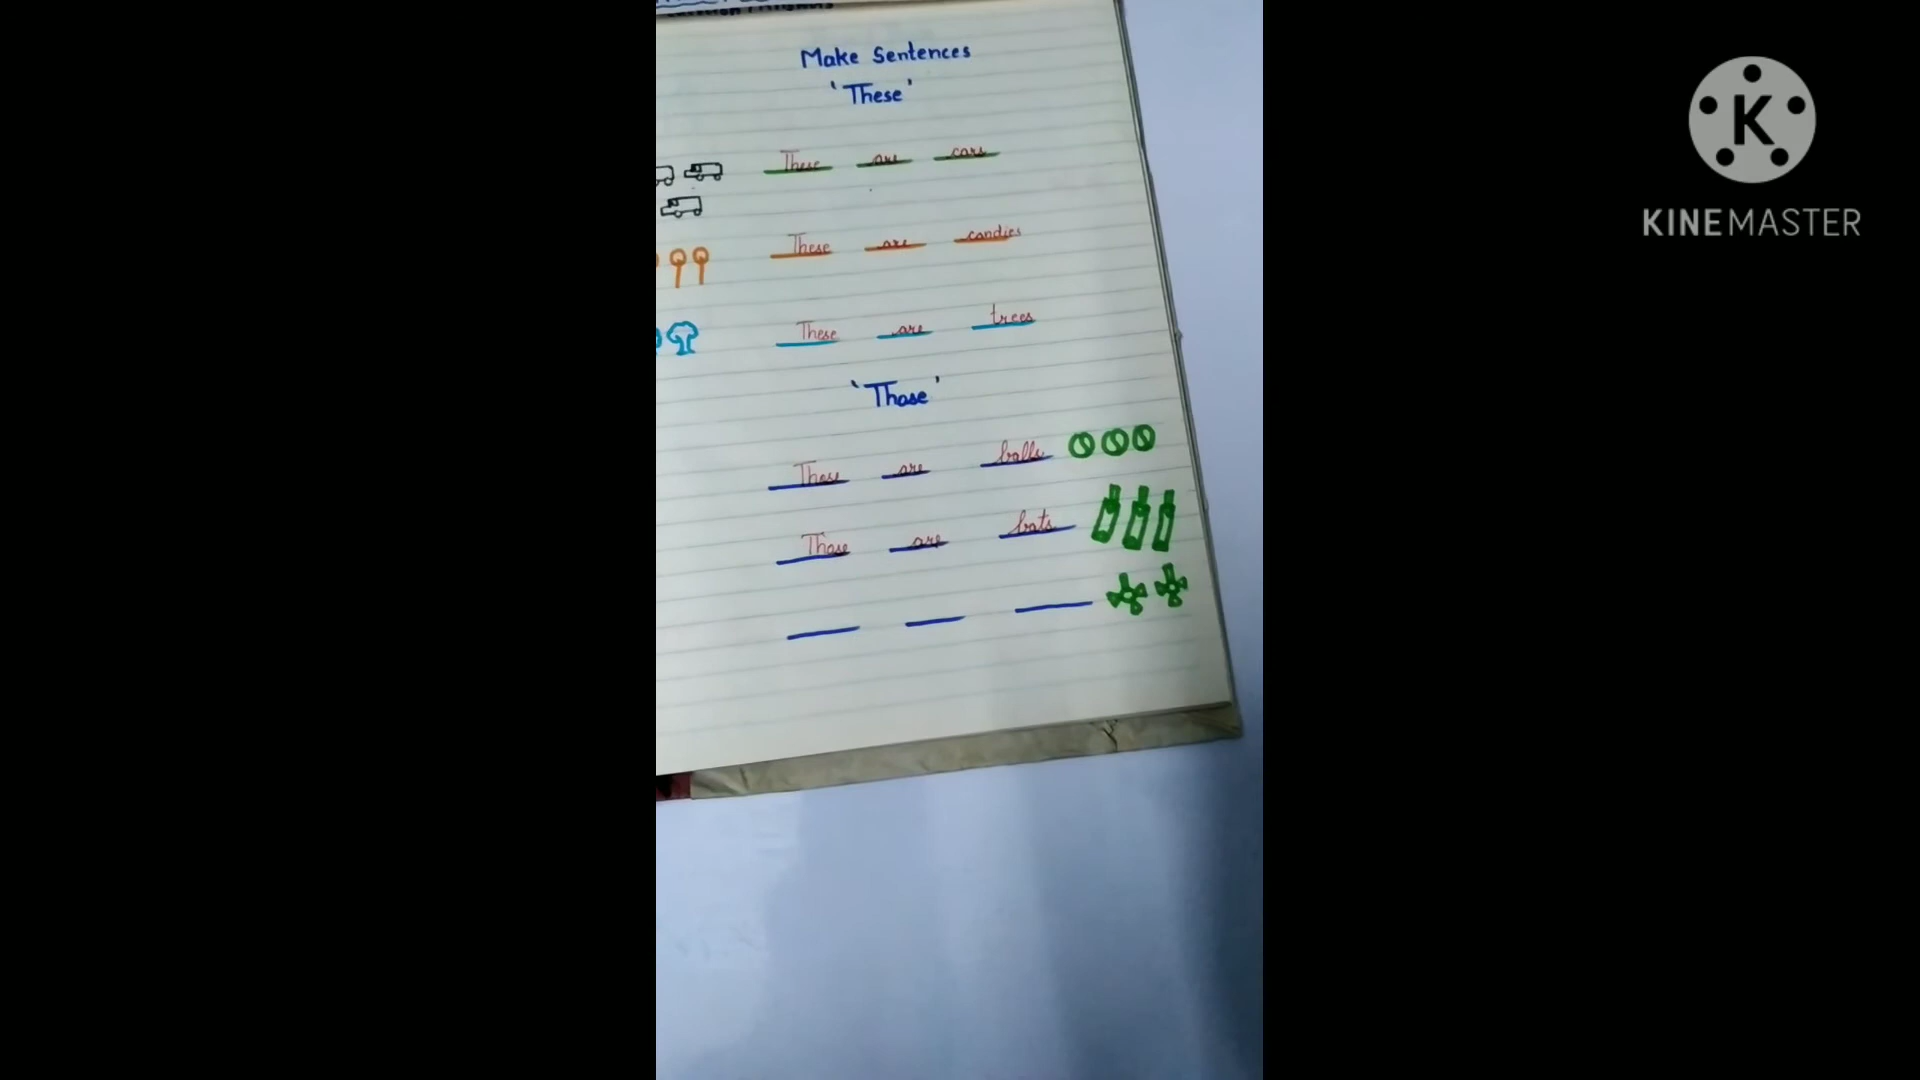 Make Sentences
'These'
These are cars
These are candies
These are trees
'Those'
Those are balls
Those are bats
K
KINEMASTER